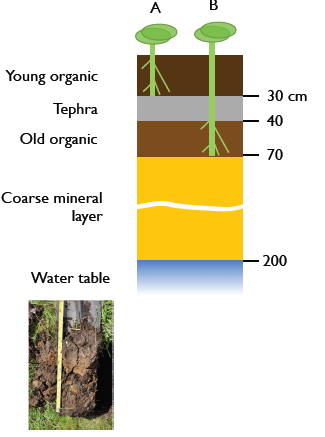 A
B
Young organic
30 cm
Tephra
40
Old organic
70
Coarse mineral
layer
200
Water table